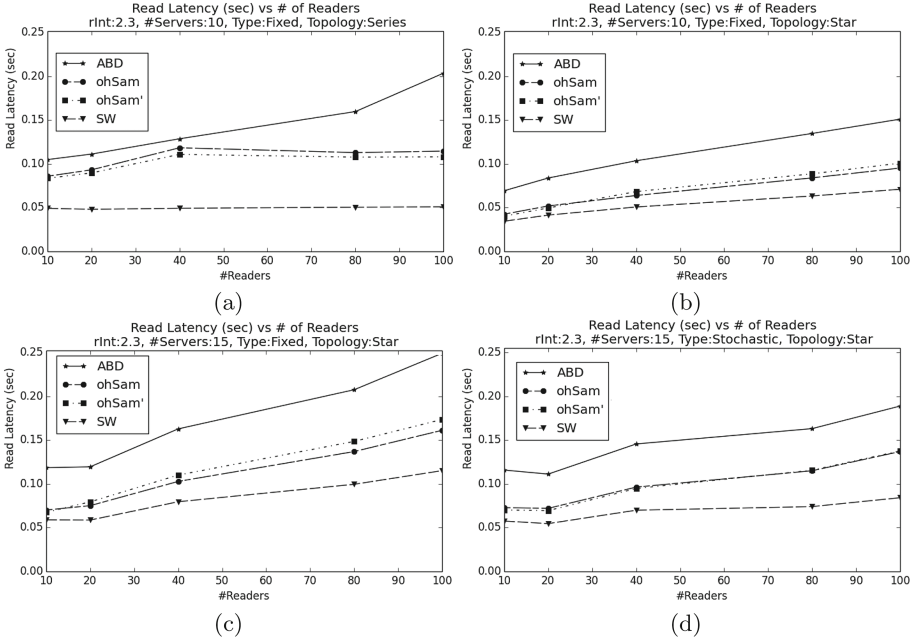 Read Latency (sec) vs # of Readers
rInt:2.3, #Servers:10, Type:Fixed, Topology:Series
0.25
0.20
0.15
0.10
0.05
0.00
Read Latency (sec)
ABD
ohSam
ohSam'
SW
10 20 30 40 50 60 70 80 90 100
#Readers
(a)
Read Latency (sec) vs # of Readers
rInt:2.3, #Servers:10, Type:Fixed, Topology:Star
0.25
0.20
0.15
0.10
0.05
0.00
Read Latency (sec)
ABD
ohSam
ohSam'
SW
10 20 30 40 50 60 70 80 90 100
#Readers
(b)
Read Latency (sec) vs # of Readers
rInt:2.3, #Servers:15, Type:Fixed, Topology:Star
0.25
0.20
0.15
0.10
0.05
0.00
Read Latency (sec)
ABD
ohSam
ohSam'
SW
10 20 30 40 50 60 70 80 90 100
#Readers
(c)
Read Latency (sec) vs # of Readers
rInt:2.3, #Servers:15, Type:Stochastic, Topology:Star
0.25
0.20
0.15
0.10
0.05
0.00
Read Latency (sec)
ABD
ohSam
ohSam'
SW
10 20 30 40 50 60 70 80 90 100
#Readers
(d)